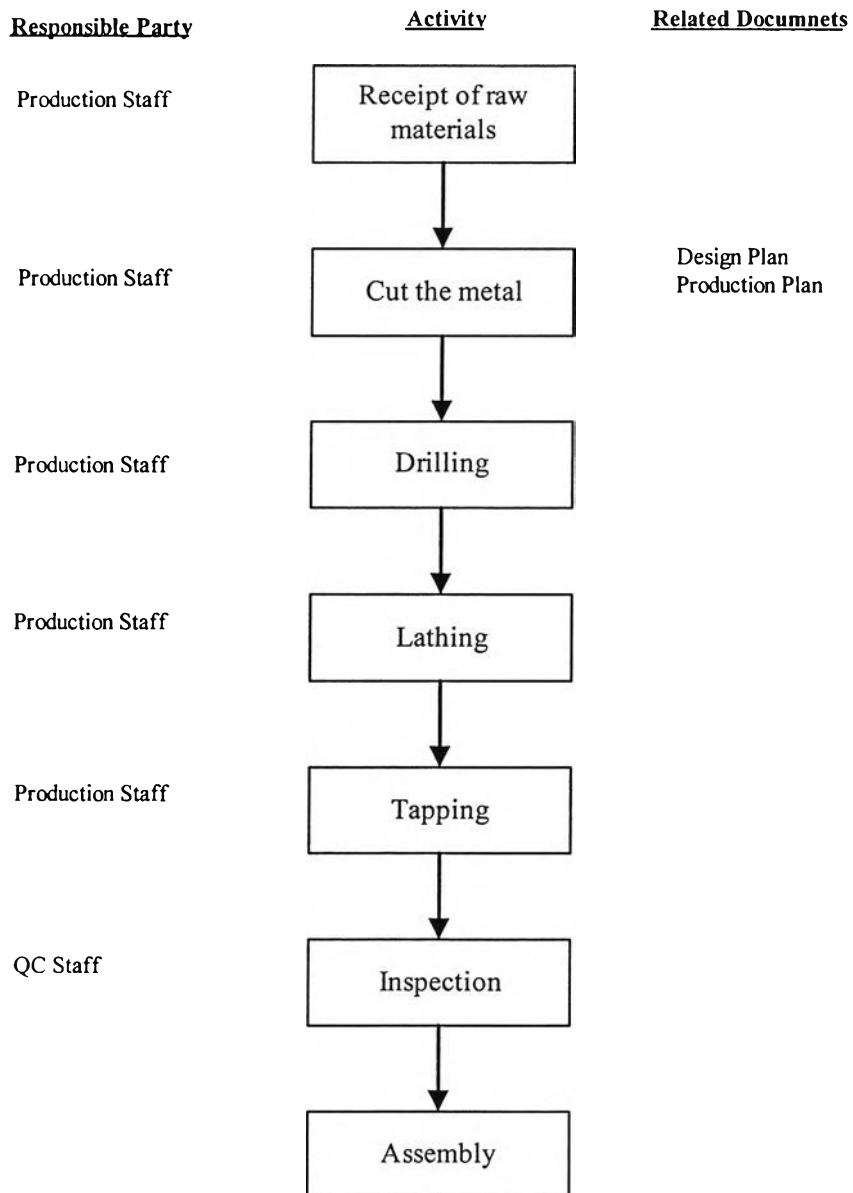 Responsible Party Activity Related Documnets
Production Staff
Receipt of raw
materials
Production Staff
Cut the metal
Design Plan
Production Plan
Production Staff
Drilling
Production Staff
Lathing
Production Staff
Tapping
QC Staff
Inspection
Assembly